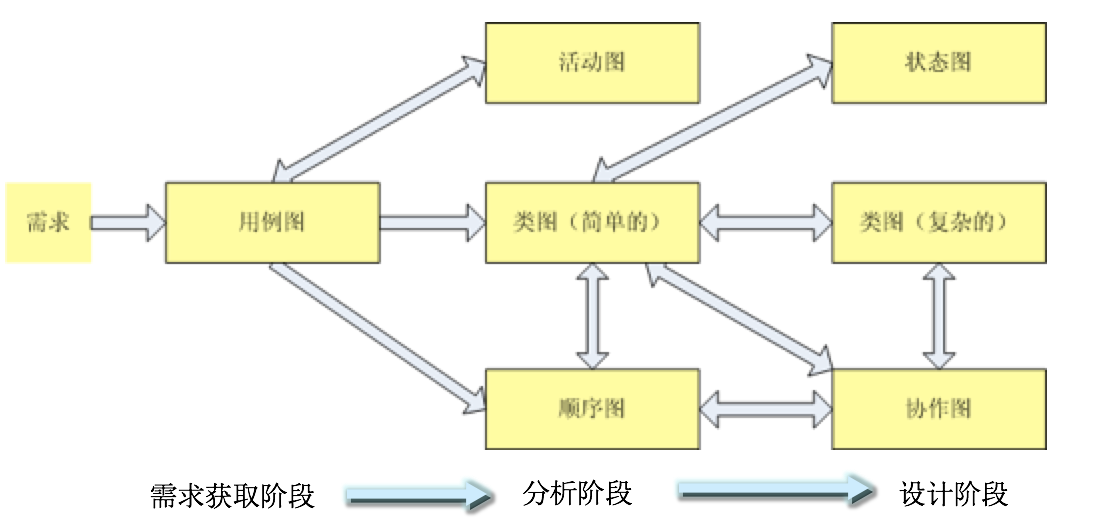 活动图
状态图
需求
用例图
类图（简单的）
类图（复杂的）
顺序图
协作图
需求获取阶段
分析阶段
设计阶段